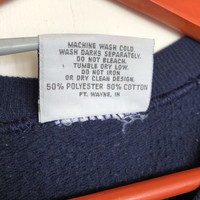 MACHINE WASH COLD.
WASH DARKS SEPARATELY.
DO NOT BLEACH.
TUMBLE DRY LOW.
DO NOT IRON
OR DRY CLEAN DESIGN.
50% POLYESTER 50% COTTON
FT. WAYNE, IN